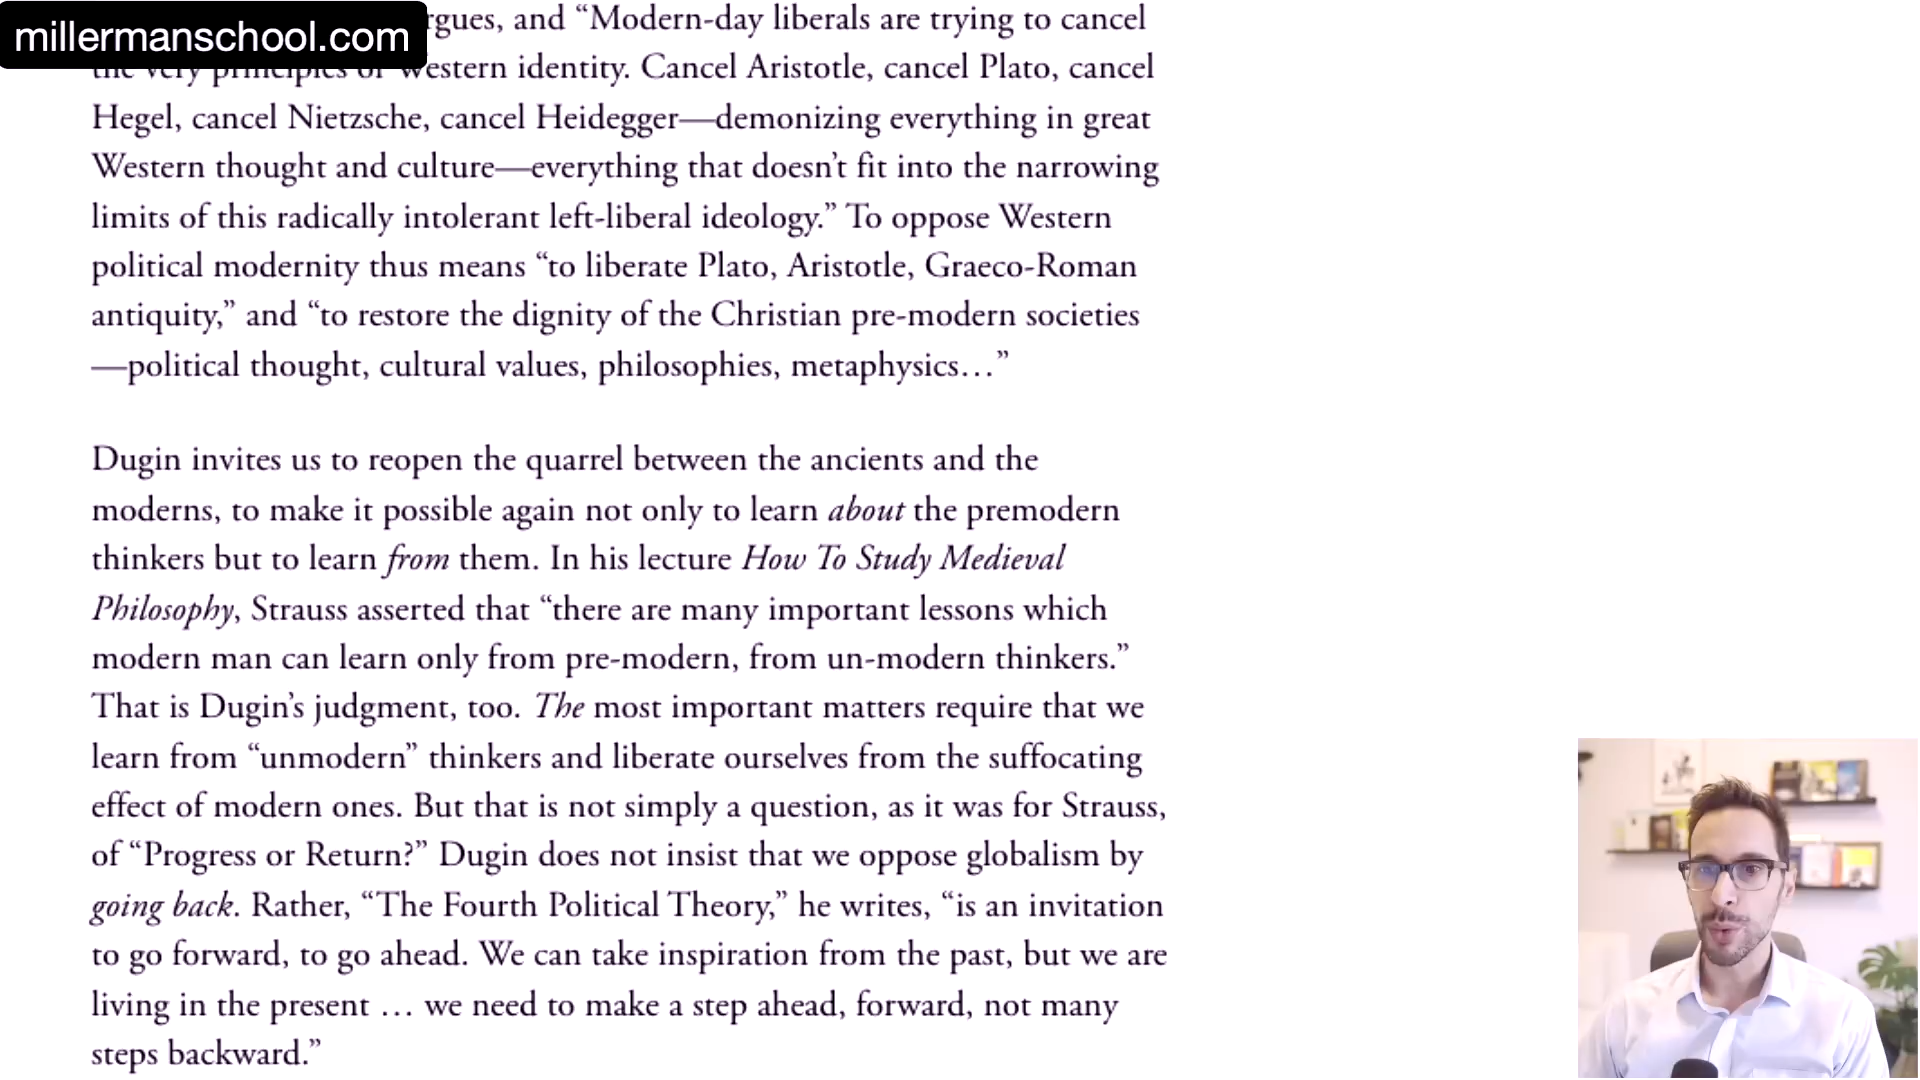 millermanschool.com
rgues, and “Modern-day liberals are trying to cancel
the very principles of Western identity. Cancel Aristotle, cancel Plato, cancel
Hegel, cancel Nietzsche, cancel Heidegger—demonizing everything in great
Western thought and culture—everything that doesn’t fit into the narrowing
limits of this radically intolerant left-liberal ideology.” To oppose Western
political modernity thus means “to liberate Plato, Aristotle, Graeco-Roman
antiquity,” and “to restore the dignity of the Christian pre-modern societies
—political thought, cultural values, philosophies, metaphysics…”
Dugin invites us to reopen the quarrel between the ancients and the
moderns, to make it possible again not only to learn about the premodern
thinkers but to learn from them. In his lecture How To Study Medieval
Philosophy, Strauss asserted that “there are many important lessons which
modern man can learn only from pre-modern, from un-modern thinkers.”
That is Dugin’s judgment, too. The most important matters require that we
learn from “unmodern” thinkers and liberate ourselves from the suffocating
effect of modern ones. But that is not simply a question, as it was for Strauss,
of “Progress or Return?” Dugin does not insist that we oppose globalism by
going back. Rather, “The Fourth Political Theory,” he writes, “is an invitation
to go forward, to go ahead. We can take inspiration from the past, but we are
living in the present … we need to make a step ahead, forward, not many
steps backward.”